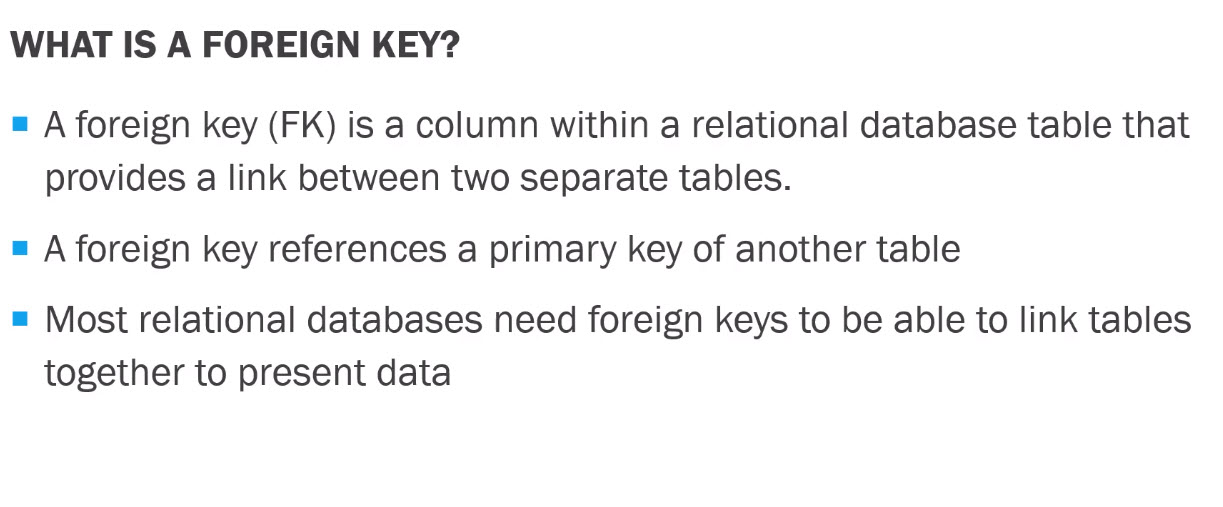 WHAT IS A FOREIGN KEY?
A foreign key (FK) is a column within a relational database table that
provides a link between two separate tables.
A foreign key references a primary key of another table
Most relational databases need foreign keys to be able to link tables
together to present data